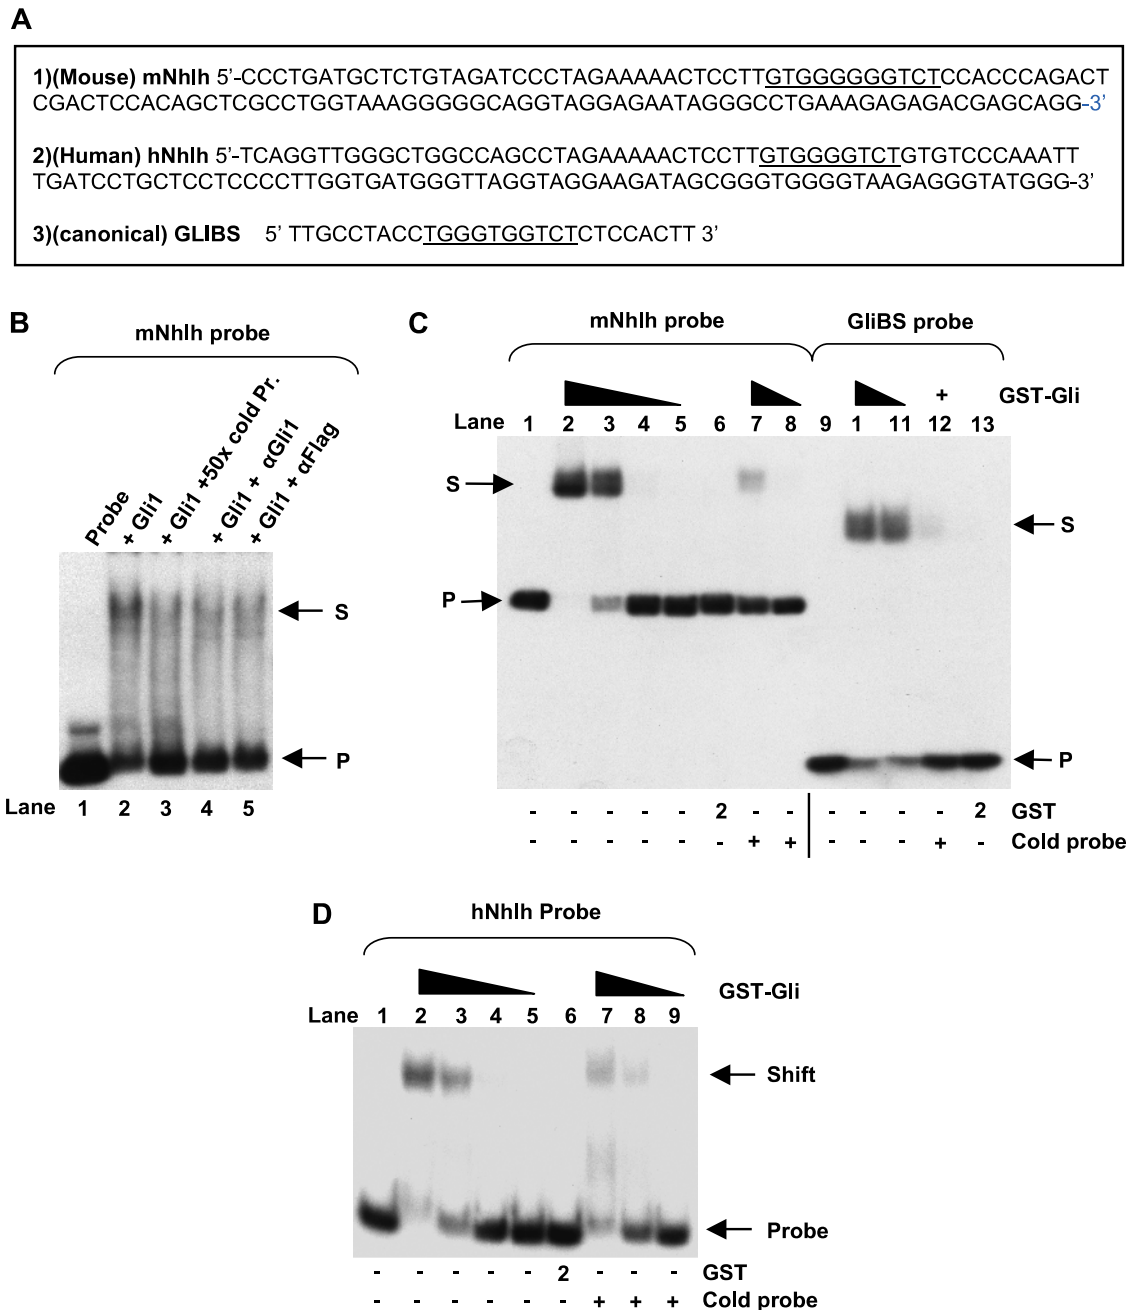 A
1)(Mouse) mNhlh 5'-CCCTGATGCTCTGTAGATCCCTAGAAAAACTCCTTGTGGGGGGTCTCCACCCAGACT
CGACTCCACAGCTCGCCTGGTAAAGGGGGCAGGTAGGAGAATAGGGCCTGAAAGAGAGACGAGCAGG-3'
2)(Human) hNhlh 5'-TCAGGTTGGGCTGGCCAGCCTAGAAAAACTCCTTGTGGGGTCTGTGTCCCAAATT
TGATCCTGCTCCTCCCCTTGGTGATGGGTTAGGTAGGAAGATAGCGGGTGGGGTAAGAGGGTATGGG-3'
3)(canonical) GLIBS 5' TTGCCTACCTGGGTGGTCTCTCCACTT 3'
B
mNhlh probe
Probe
+ Gli1
+ Gli1 +50x cold Pr.
+ Gli1 + αGli1
+ Gli1 + αFlag
S
P
Lane 1 2 3 4 5
C
mNhlh probe GliBS probe
+ GST-Gli
Lane 1 2 3 4 5 6 7 8 9 1 11 12 13
S
S
P
P
- - - - - 2 - - - - - - 2 GST
- - - - - - + + - - - + - Cold probe
D
hNhlh Probe
GST-Gli
Lane 1 2 3 4 5 6 7 8 9
Shift
Probe
- - - - - 2 - - - GST
- - - - - - + + + Cold probe